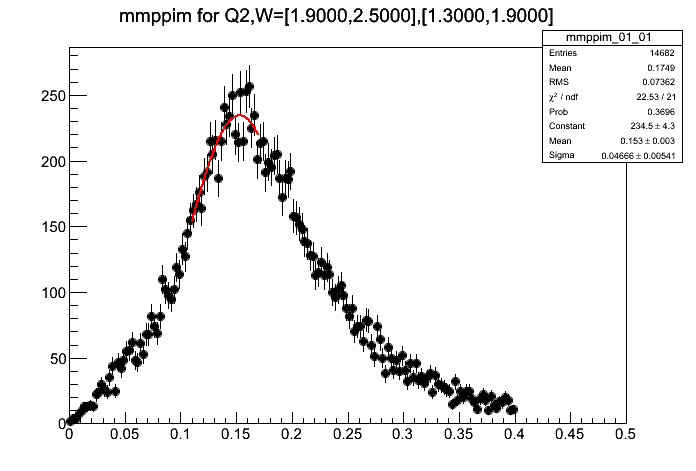 mmppim for Q2,W=[1.9000,2.5000],[1.3000,1.9000]
mmppim_01_01
Entries 14682
Mean 0.1749
RMS 0.07362
χ² / ndf 22.53 / 21
Prob 0.3696
Constant 234.5 ± 4.3
Mean 0.153 ± 0.003
Sigma 0.04666 ± 0.00541
250
200
150
100
50
0
0 0.05 0.1 0.15 0.2 0.25 0.3 0.35 0.4 0.45 0.5